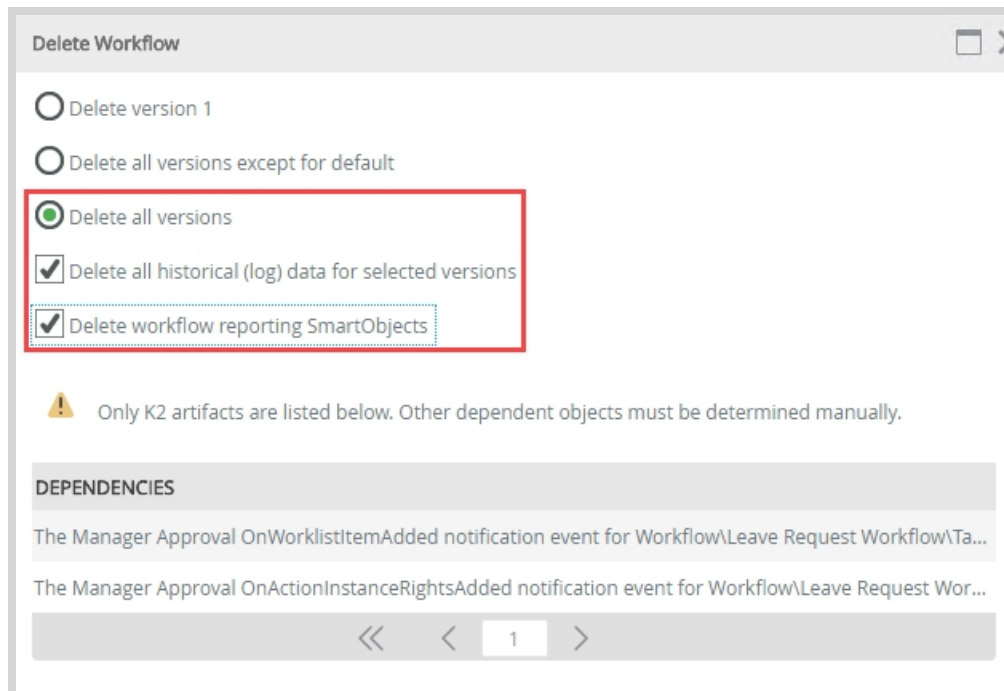 Delete Workflow
Delete version 1
Delete all versions except for default
Delete all versions
Delete all historical (log) data for selected versions
Delete workflow reporting SmartObjects
Only K2 artifacts are listed below. Other dependent objects must be determined manually.
DEPENDENCIES
The Manager Approval OnWorklistItemAdded notification event for Workflow\Leave Request Workflow\Ta...
The Manager Approval OnActionInstanceRightsAdded notification event for Workflow\Leave Request Wor...
1